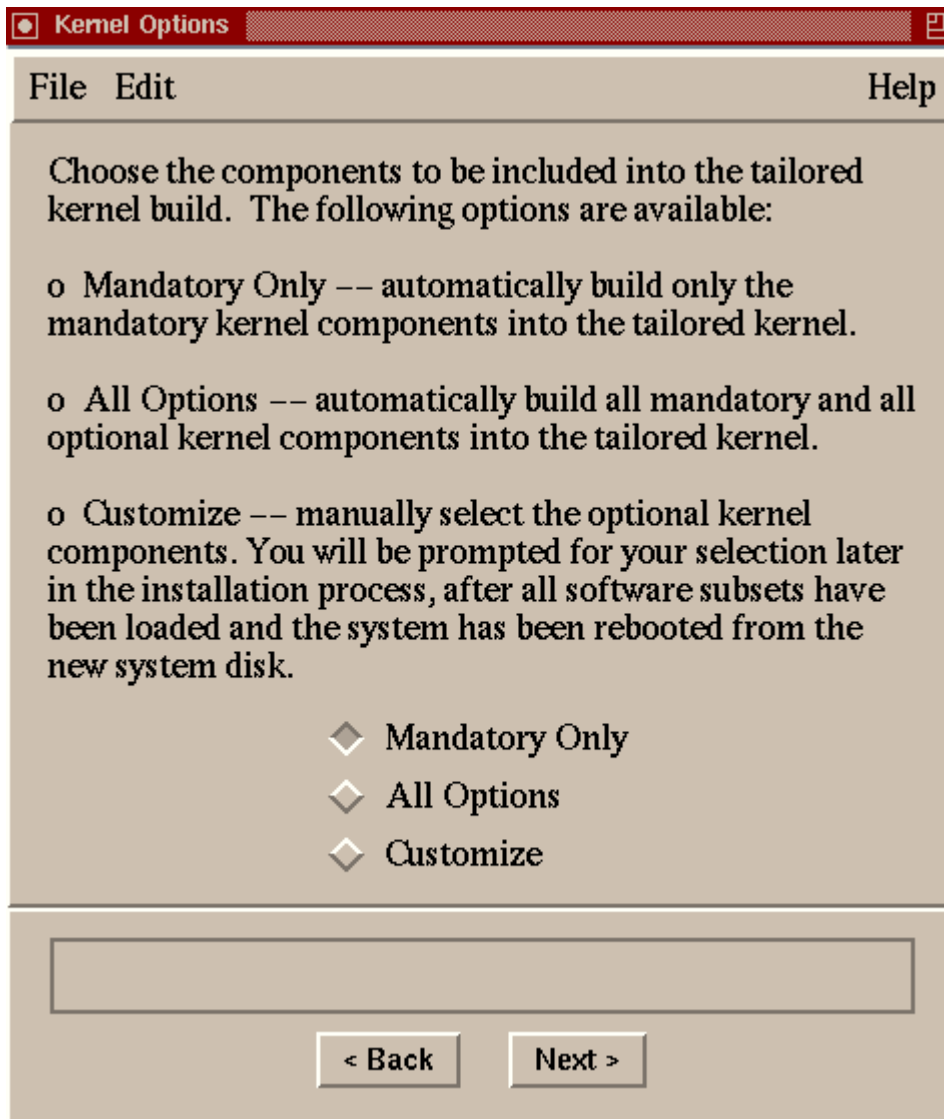 Kernel Options
File Edit Help
Choose the components to be included into the tailored
kernel build. The following options are available:
o Mandatory Only -- automatically build only the
mandatory kernel components into the tailored kernel.
o All Options -- automatically build all mandatory and all
optional kernel components into the tailored kernel.
o Customize -- manually select the optional kernel
components. You will be prompted for your selection later
in the installation process, after all software subsets have
been loaded and the system has been rebooted from the
new system disk.
Mandatory Only
All Options
Customize
< Back Next >